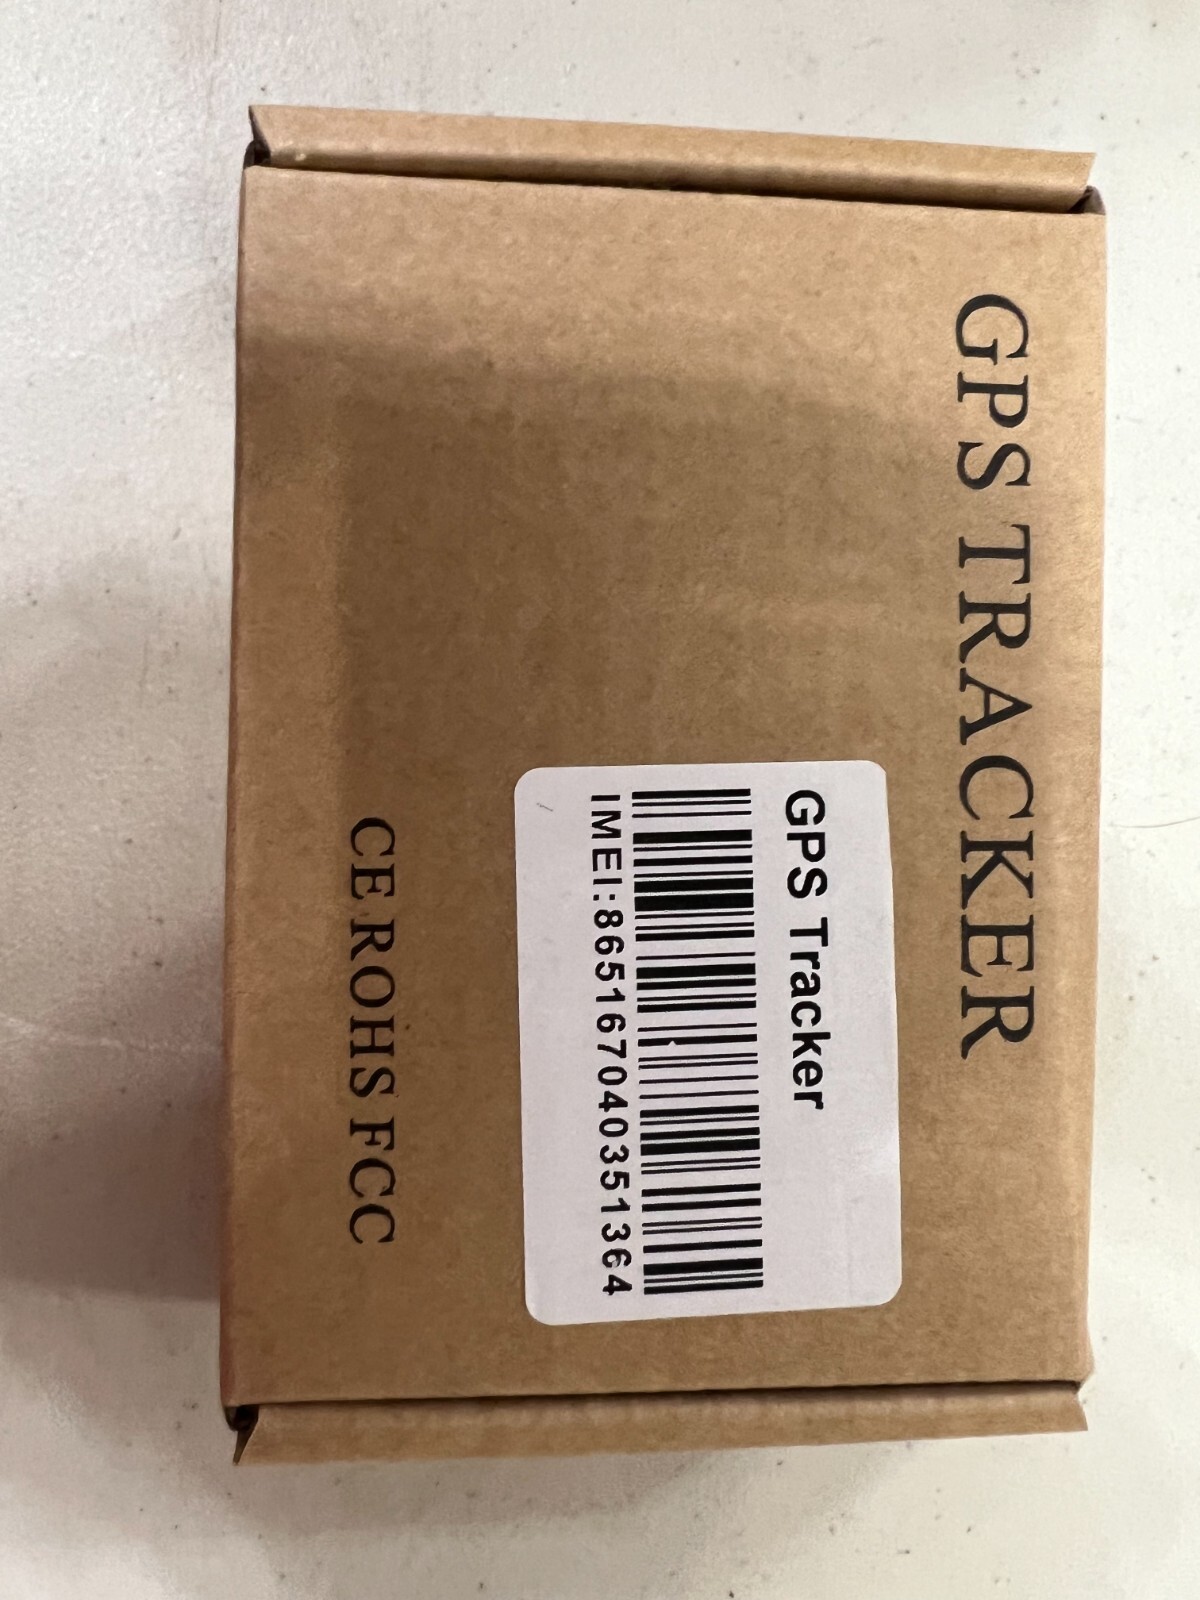 GPS TRACKER
GPS Tracker
IMEI:865167040351364
CE ROHS FCC